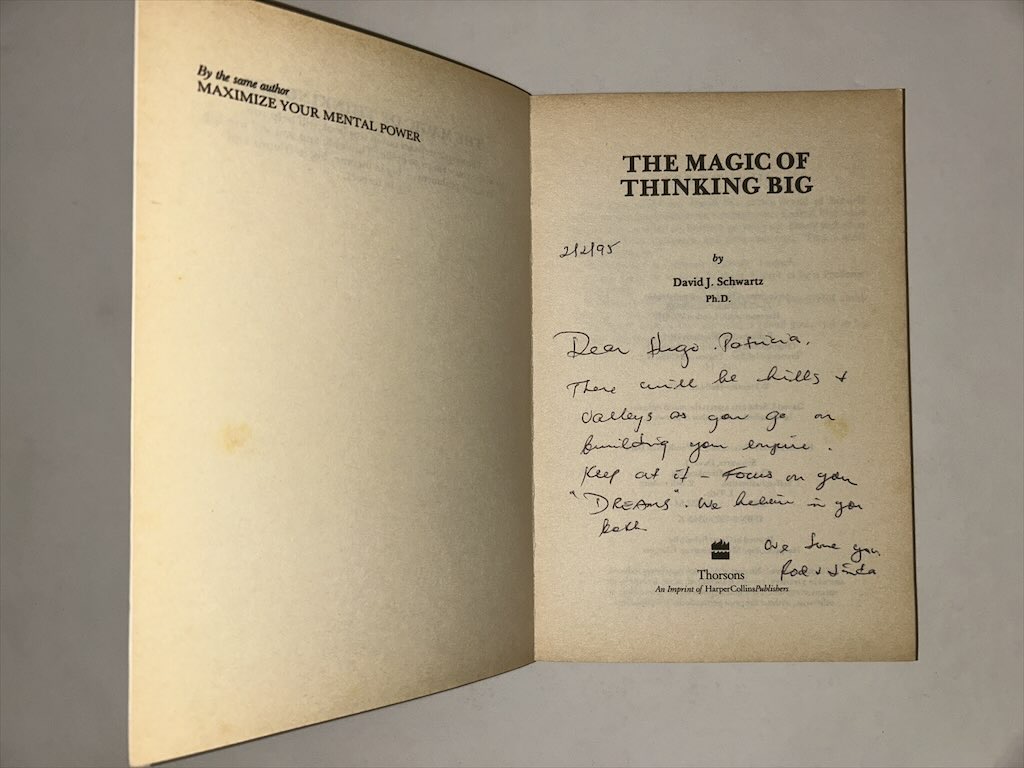 By the same author
MAXIMIZE YOUR MENTAL POWER
THE MAGIC OF
THINKING BIG
2/2/95
by
David J. Schwartz
Ph.D.
Dear Hugo . Patricia.
There will be hills &
valleys as you go on
building your empire.
Keep at it - Focus on your
"DREAMS". We believe in you
both
We love you
Rod & Linda
Thorsons
An Imprint of HarperCollinsPublishers